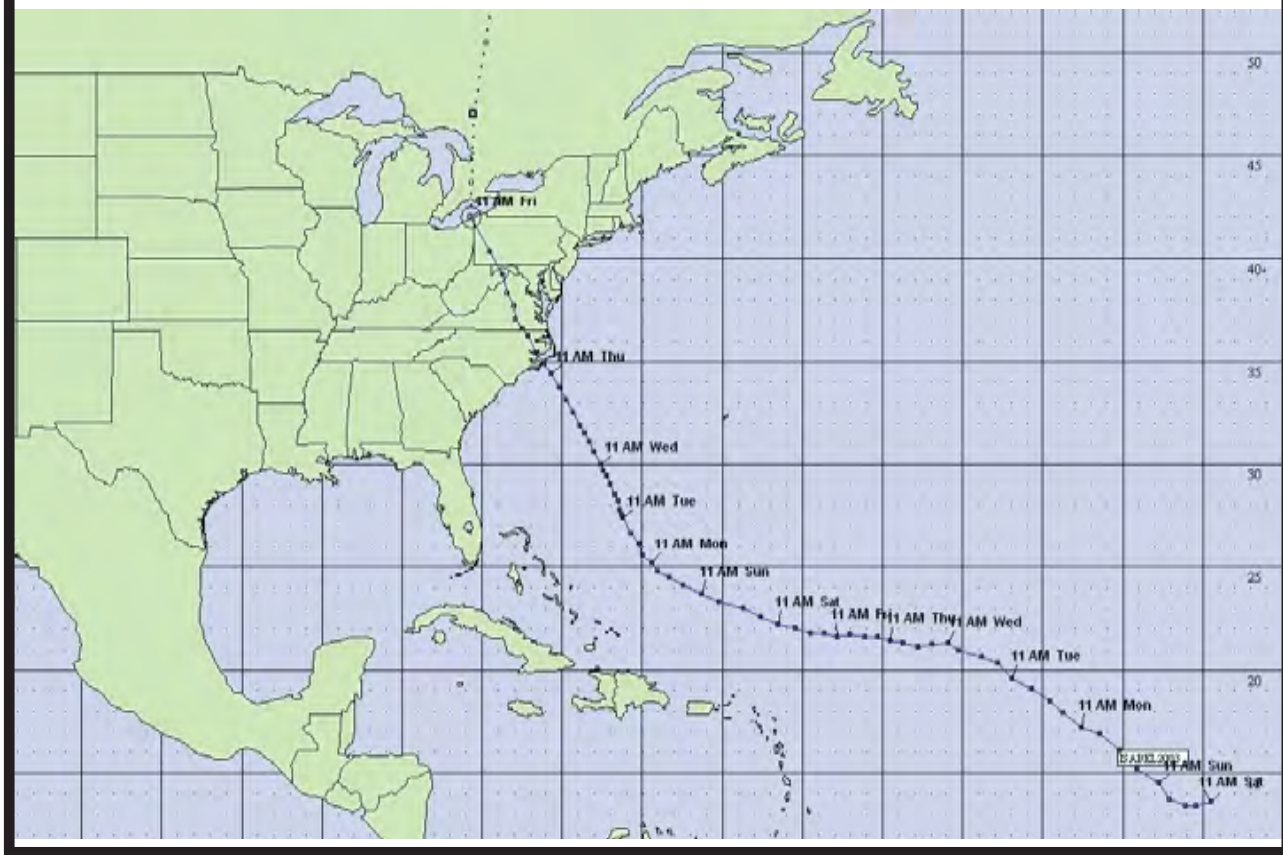 50
45
11 AM Fri
40
11 AM Thu
35
11 AM Wed
30
11 AM Tue
11 AM Mon
11 AM Sun
25
11 AM Sat
11 AM Fri
11 AM Thu
11 AM Wed
11 AM Tue
20
11 AM Mon
11 AM Sun
11 AM Sat